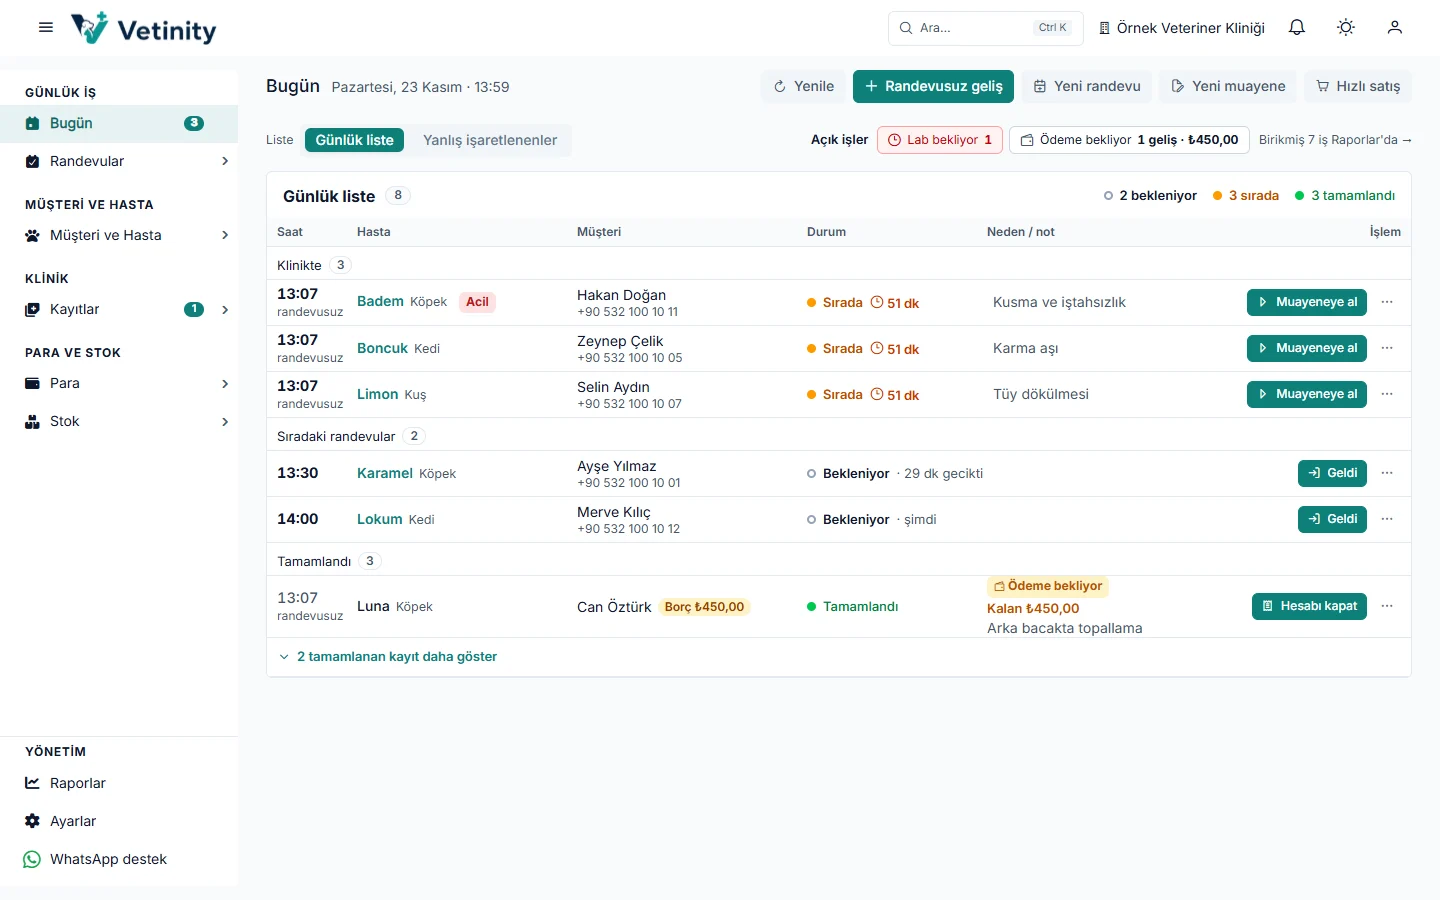 Vetinity
Ara...
Ctrl K
Örnek Veteriner Kliniği
GÜNLÜK İŞ
Bugün 3
Randevular
MÜŞTERİ VE HASTA
Müşteri ve Hasta
KLİNİK
Kayıtlar 1
PARA VE STOK
Para
Stok
YÖNETİM
Raporlar
Ayarlar
WhatsApp destek
Bugün Pazartesi, 23 Kasım · 13:59
Yenile
Randevusuz geliş
Yeni randevu
Yeni muayene
Hızlı satış
Liste Günlük liste Yanlış işaretlenenler
Açık işler Lab bekliyor 1 Ödeme bekliyor 1 geliş · ₺450,00 Birikmiş 7 iş Raporlar'da →
Günlük liste 8
2 bekleniyor 3 sırada 3 tamamlandı
Saat Hasta Müşteri Durum Neden / not İşlem
Klinikte 3
13:07 randevusuz
Badem Köpek Acil
Hakan Doğan
+90 532 100 10 11
Sırada 51 dk
Kusma ve iştahsızlık
Muayeneye al ...
13:07 randevusuz
Boncuk Kedi
Zeynep Çelik
+90 532 100 10 05
Sırada 51 dk
Karma aşı
Muayeneye al ...
13:07 randevusuz
Limon Kuş
Selin Aydın
+90 532 100 10 07
Sırada 51 dk
Tüy dökülmesi
Muayeneye al ...
Sıradaki randevular 2
13:30
Karamel Köpek
Ayşe Yılmaz
+90 532 100 10 01
Bekleniyor · 29 dk gecikti
Geldi ...
14:00
Lokum Kedi
Merve Kılıç
+90 532 100 10 12
Bekleniyor · şimdi
Geldi ...
Tamamlandı 3
13:07 randevusuz
Luna Köpek
Can Öztürk Borç ₺450,00
Tamamlandı
Ödeme bekliyor
Kalan ₺450,00
Arka bacakta topallama
Hesabı kapat ...
2 tamamlanan kayıt daha göster